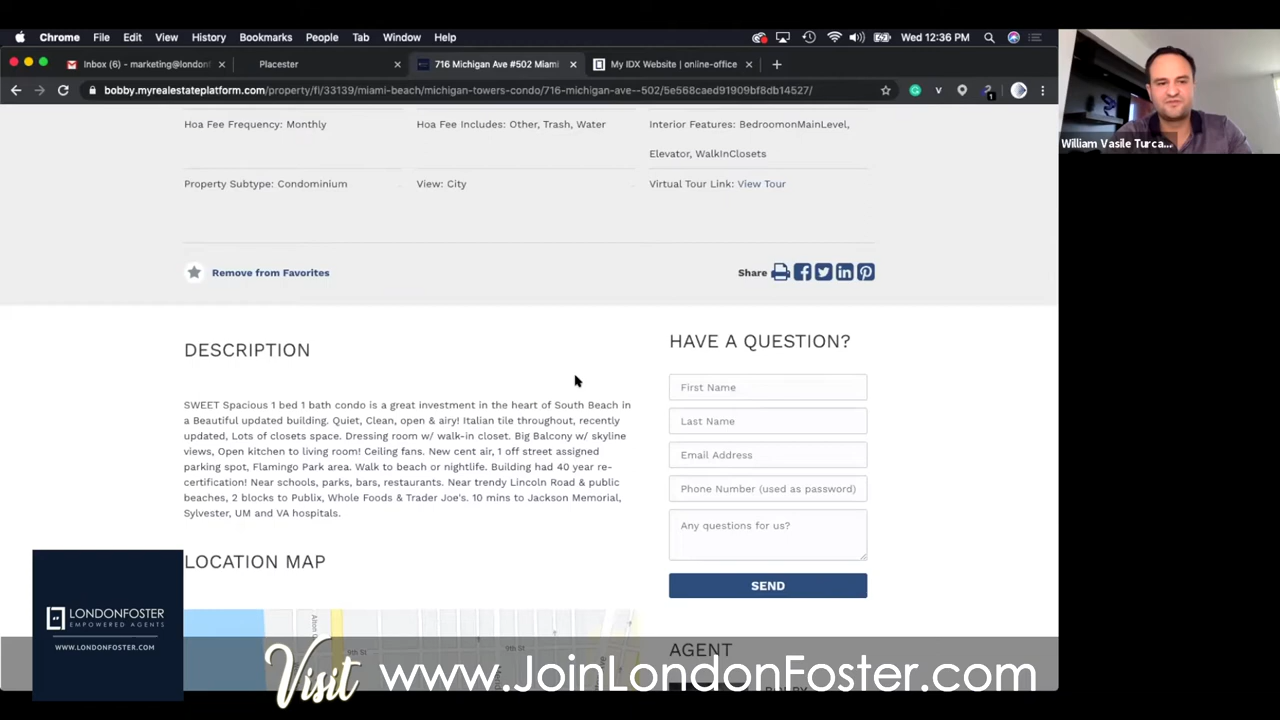 Chrome File Edit View History Bookmarks People Tab Window Help Wed 12:36 PM
Inbox (6) - marketing@londonf
Placester
716 Michigan Ave #502 Miami
My IDX Website | online-office
bobby.myrealestateplatform.com/property/fl/33139/miami-beach/michigan-towers-condo/716-michigan-ave--502/5e568caed91909bf8db14527/
William Vasile Turca...
Hoa Fee Frequency: Monthly
Hoa Fee Includes: Other, Trash, Water
Interior Features: BedroomonMainLevel,
Elevator, WalkInClosets
Property Subtype: Condominium
View: City
Virtual Tour Link: View Tour
Remove from Favorites
Share
DESCRIPTION
SWEET Spacious 1 bed 1 bath condo is a great investment in the heart of South Beach in
a Beautiful updated building. Quiet, Clean, open & airy! Italian tile throughout, recently
updated, Lots of closets space. Dressing room w/ walk-in closet. Big Balcony w/ skyline
views, Open kitchen to living room! Ceiling fans. New cent air, 1 off street assigned
parking spot, Flamingo Park area. Walk to beach or nightlife. Building had 40 year re-
certification! Near schools, parks, bars, restaurants. Near trendy Lincoln Road & public
beaches, 2 blocks to Publix, Whole Foods & Trader Joe's. 10 mins to Jackson Memorial,
Sylvester, UM and VA hospitals.
HAVE A QUESTION?
First Name
Last Name
Email Address
Phone Number (used as password)
Any questions for us?
SEND
LOCATION MAP
Alton
9th St
9th St
AGENT
LONDONFOSTER
EMPOWERED AGENTS
WWW.LONDONFOSTER.COM
Visit www.JoinLondonFoster.com